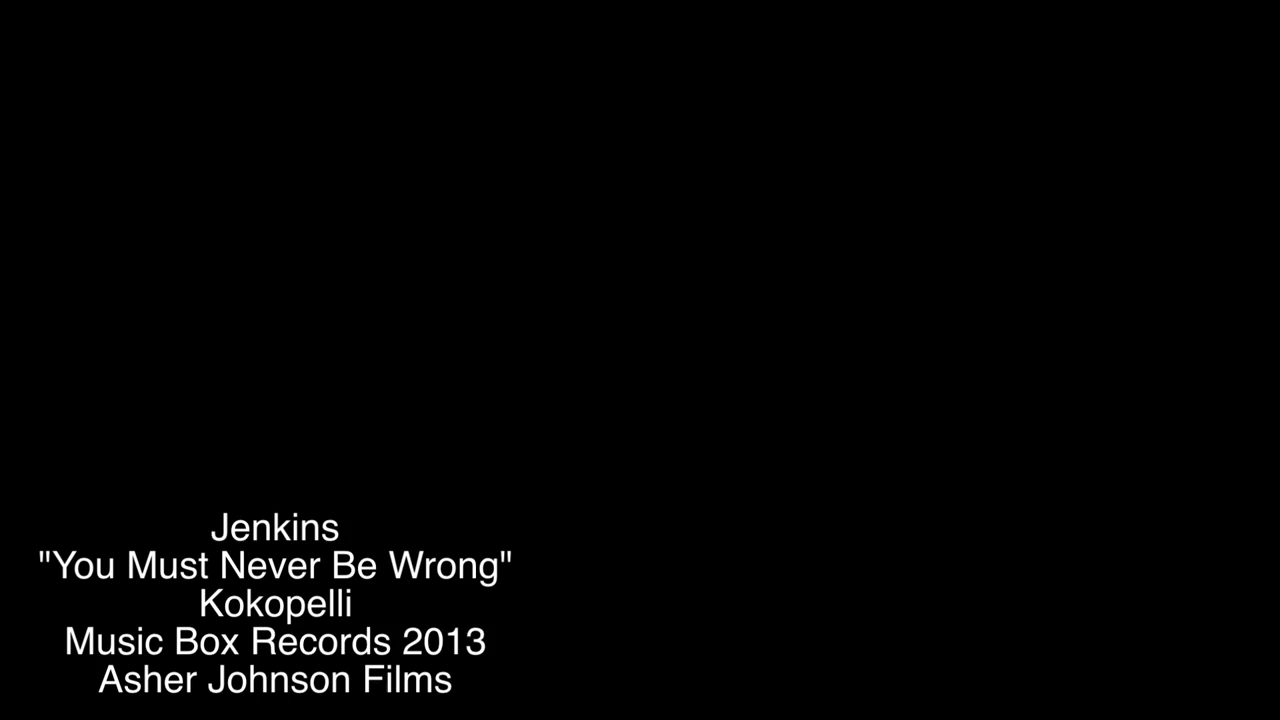 Jenkins
"You Must Never Be Wrong"
Kokopelli
Music Box Records 2013
Asher Johnson Films